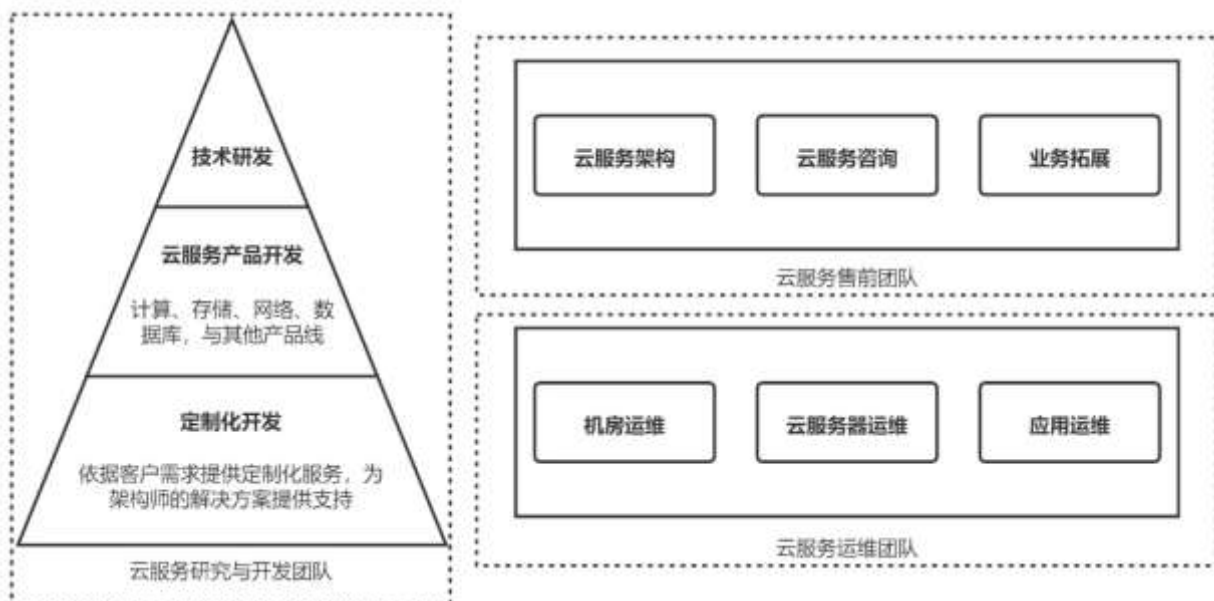 技术研发
云服务产品开发
计算、存储、网络、数
据库，与其他产品线
定制化开发
依据客户需求提供定制化服务，为
架构师的解决方案提供支持
云服务研究与开发团队
云服务架构
云服务咨询
业务拓展
云服务售前团队
机房运维
云服务器运维
应用运维
云服务运维团队